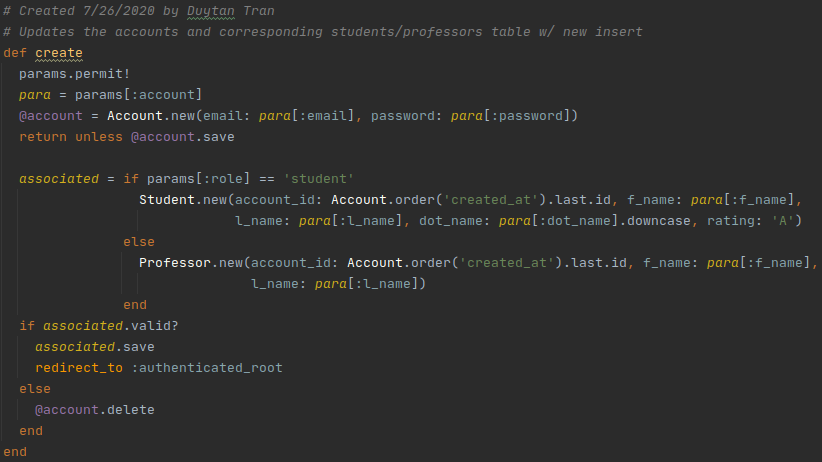 # Created 7/26/2020 by Duytan Tran
# Updates the accounts and corresponding students/professors table w/ new insert
def create
  params.permit!
  para = params[:account]
  @account = Account.new(email: para[:email], password: para[:password])
  return unless @account.save

  associated = if params[:role] == 'student'
                 Student.new(account_id: Account.order('created_at').last.id, f_name: para[:f_name],
                             l_name: para[:l_name], dot_name: para[:dot_name].downcase, rating: 'A')
               else
                 Professor.new(account_id: Account.order('created_at').last.id, f_name: para[:f_name],
                               l_name: para[:l_name])
               end
  if associated.valid?
    associated.save
    redirect_to :authenticated_root
  else
    @account.delete
  end
end